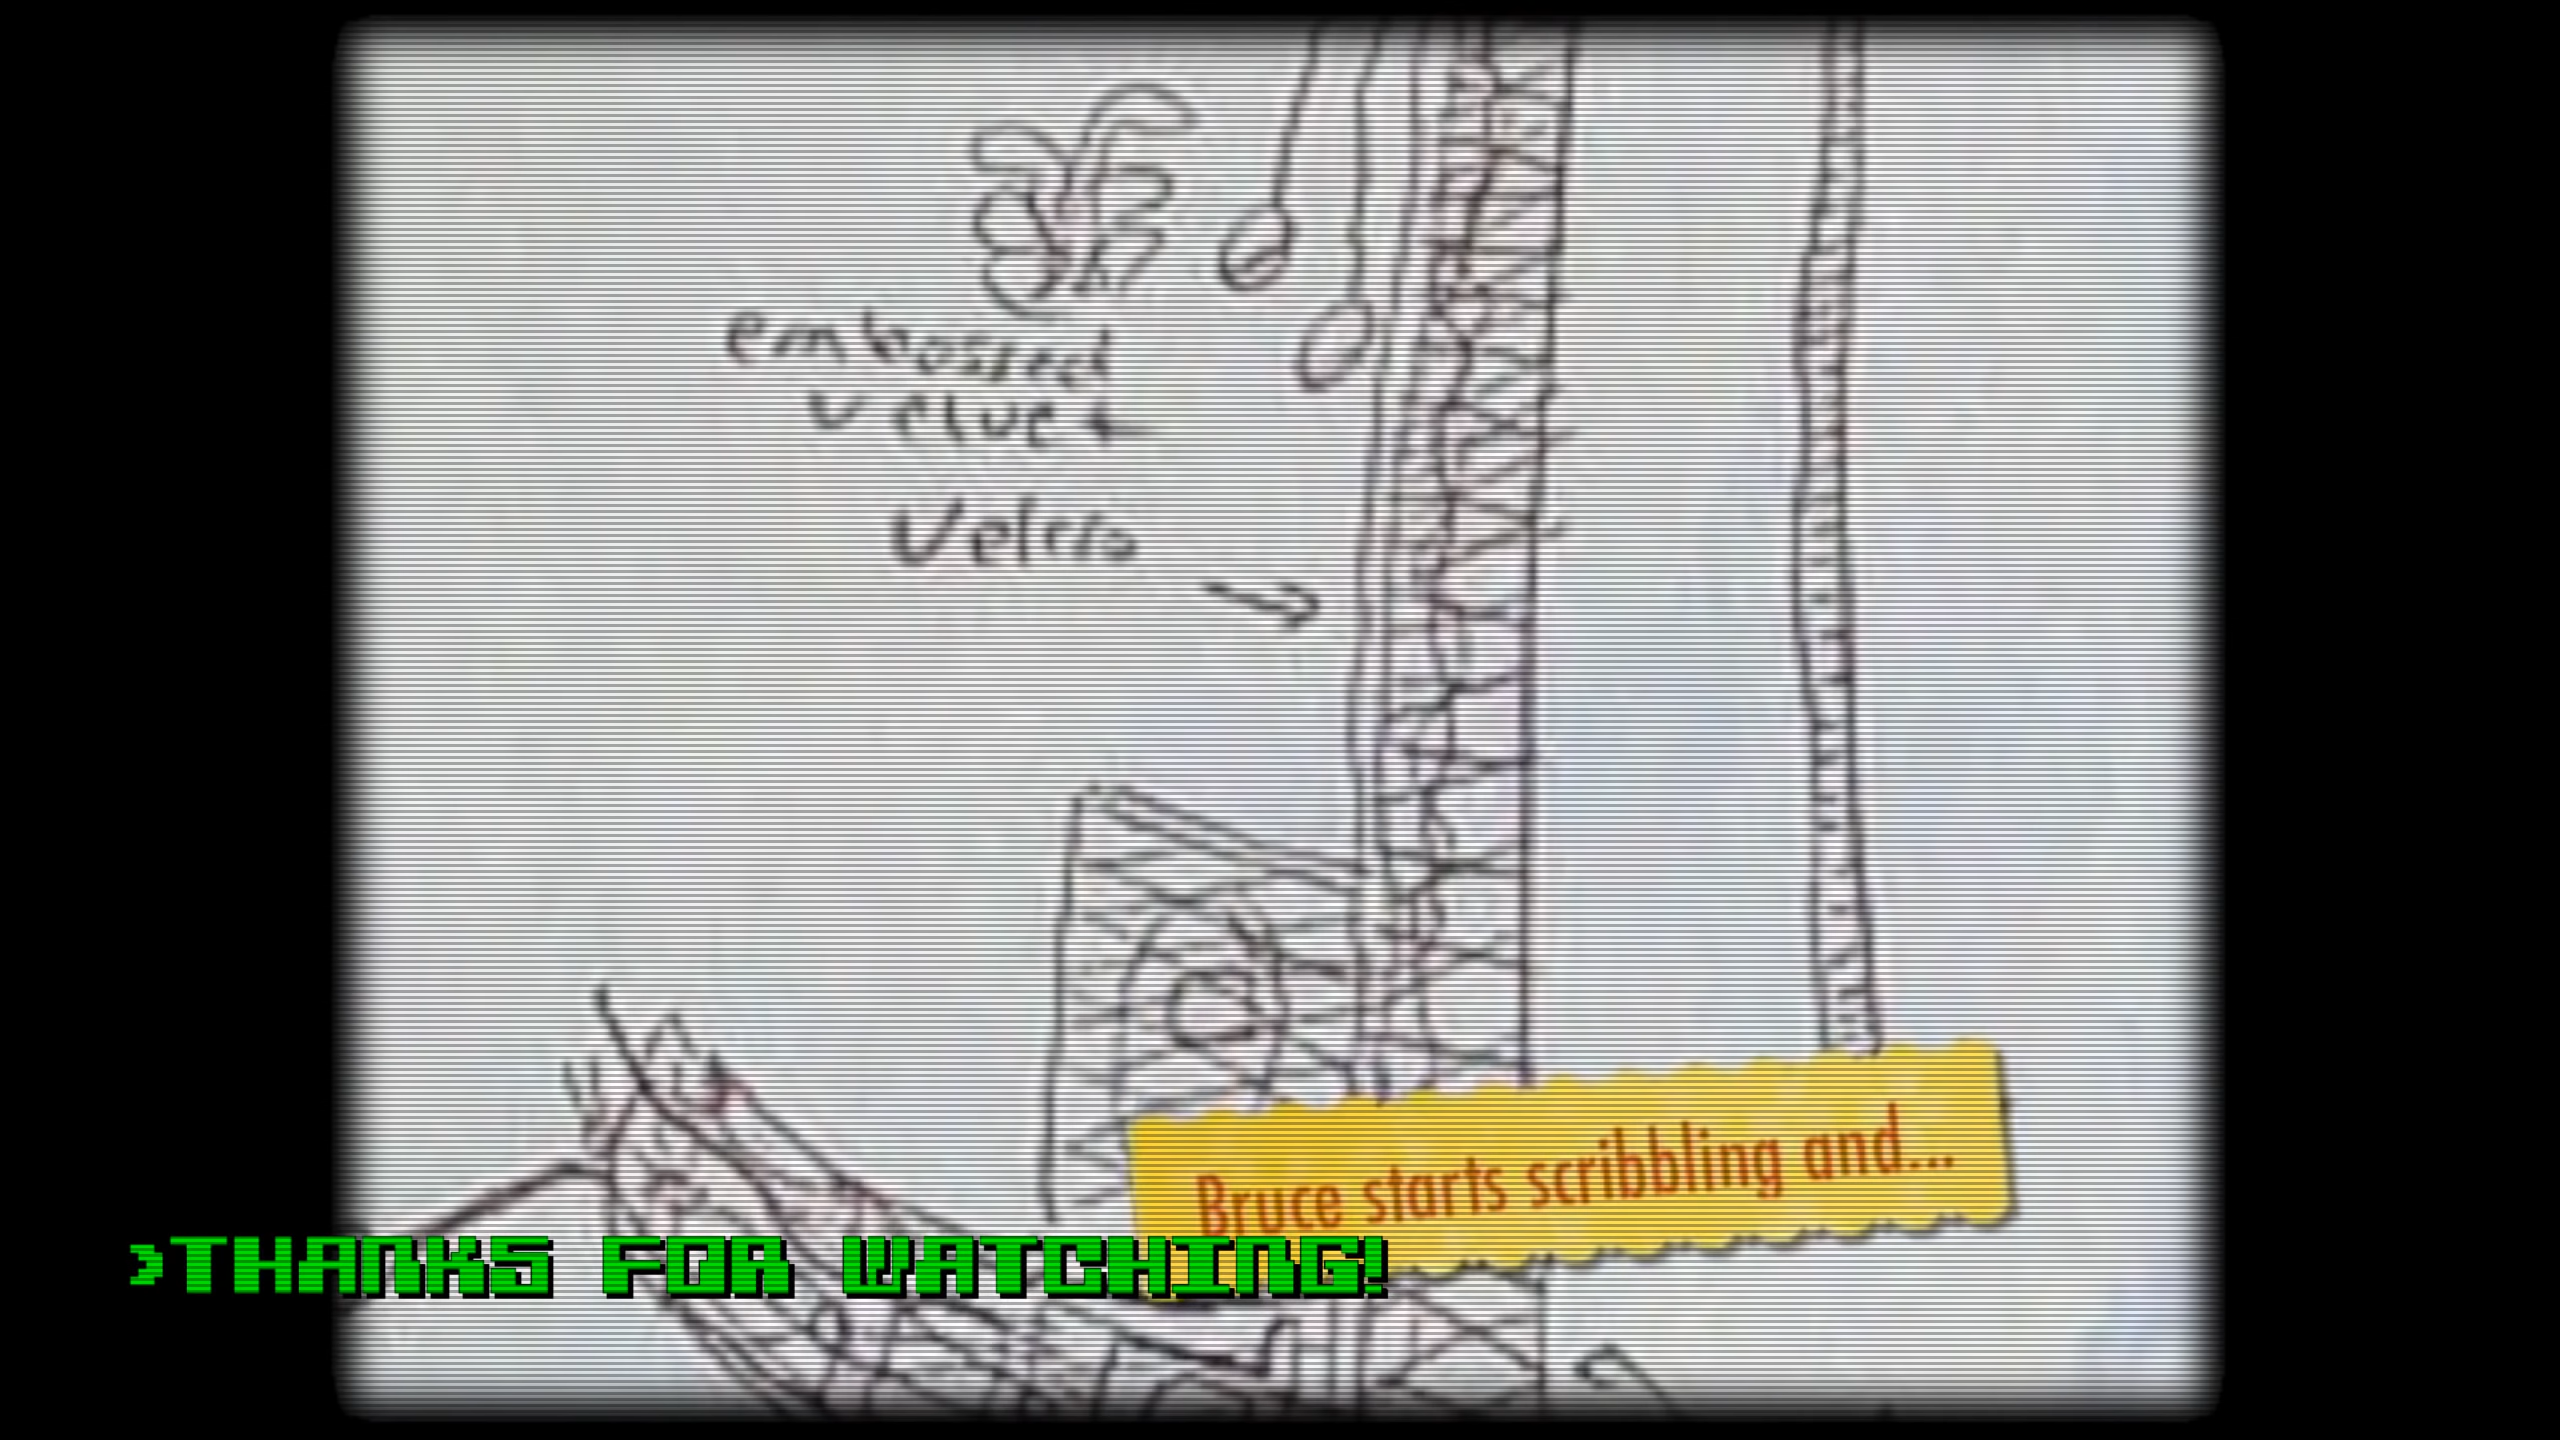 embossed
velvet
Velcro
Bruce starts scribbling and...
>THANKS FOR WATCHING!